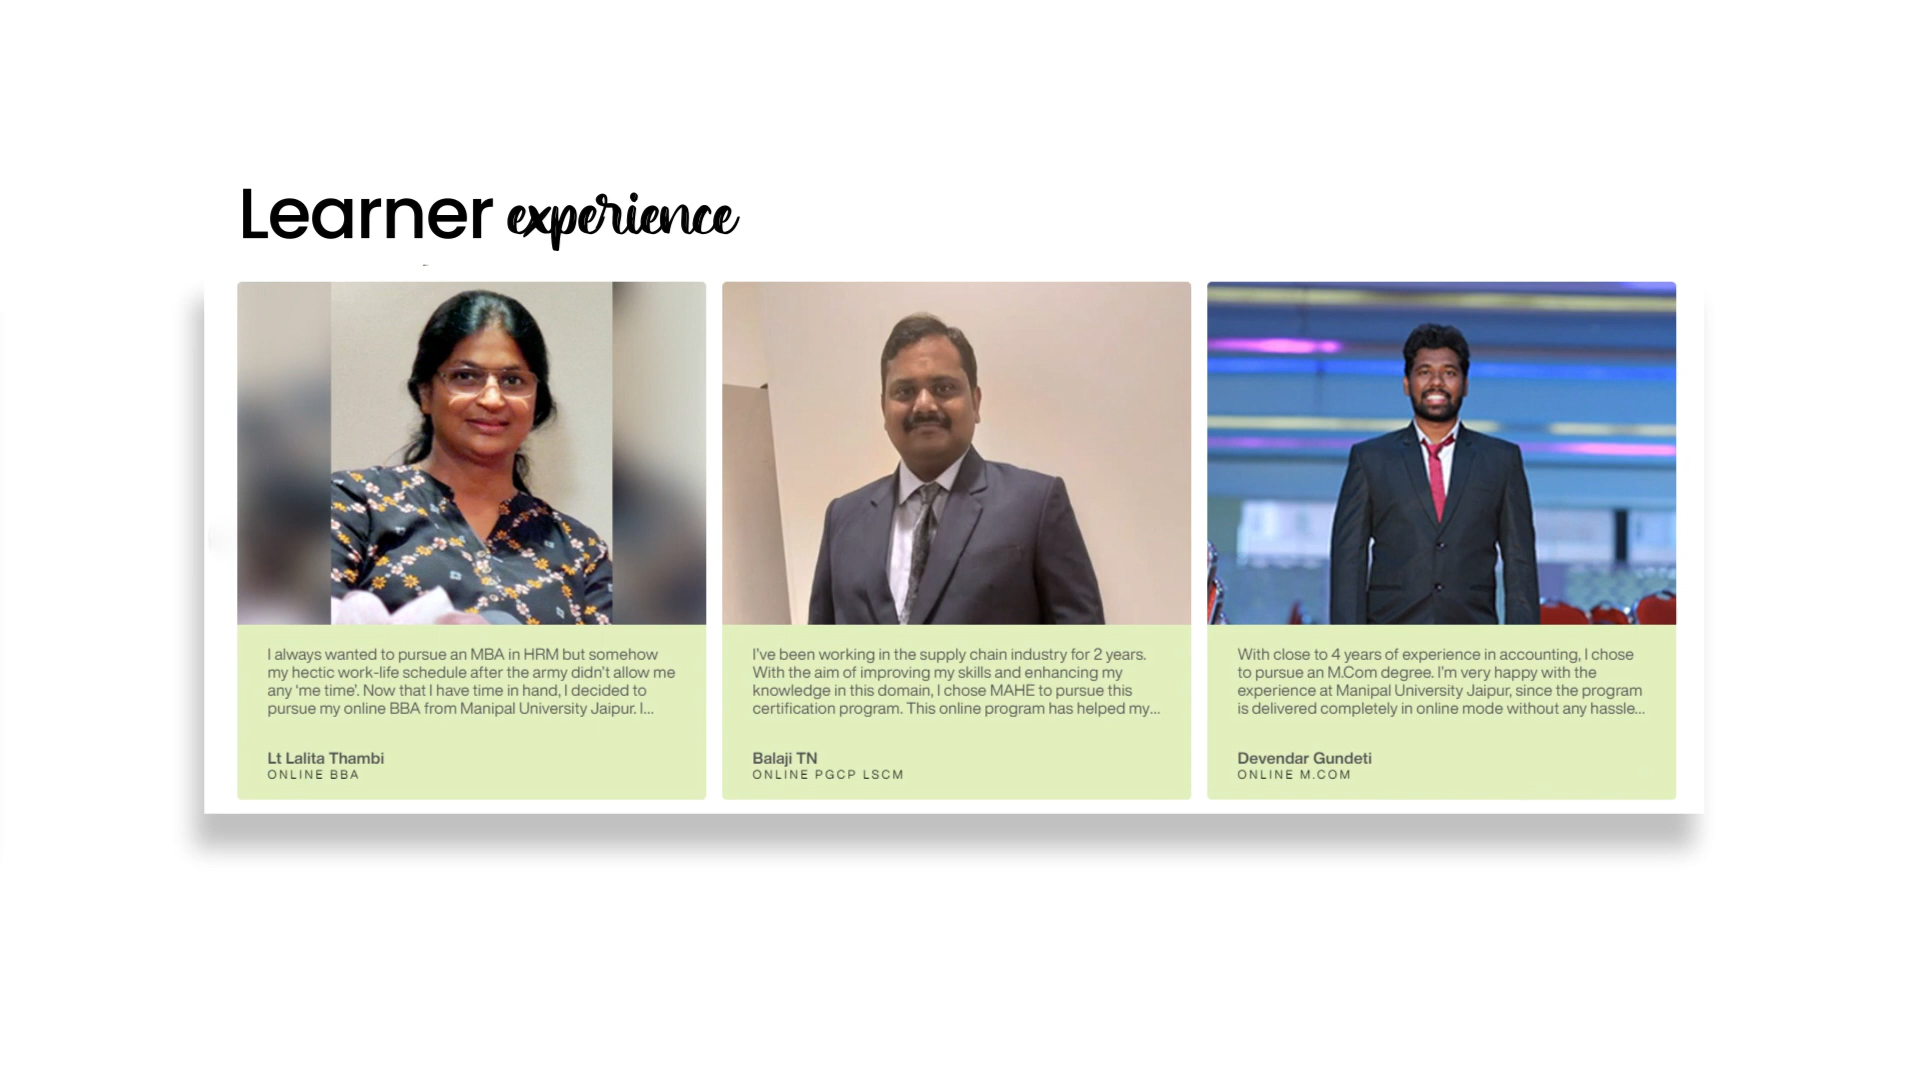 Learner experience
I always wanted to pursue an MBA in HRM but somehow
my hectic work-life schedule after the army didn't allow me
any 'me time'. Now that I have time in hand, I decided to
pursue my online BBA from Manipal University Jaipur. I...
Lt Lalita Thambi
ONLINE BBA
I've been working in the supply chain industry for 2 years.
With the aim of improving my skills and enhancing my
knowledge in this domain, I chose MAHE to pursue this
certification program. This online program has helped my...
Balaji TN
ONLINE PGCP LSCM
With close to 4 years of experience in accounting, I chose
to pursue an M.Com degree. I'm very happy with the
experience at Manipal University Jaipur, since the program
is delivered completely in online mode without any hassle...
Devendar Gundeti
ONLINE M.COM